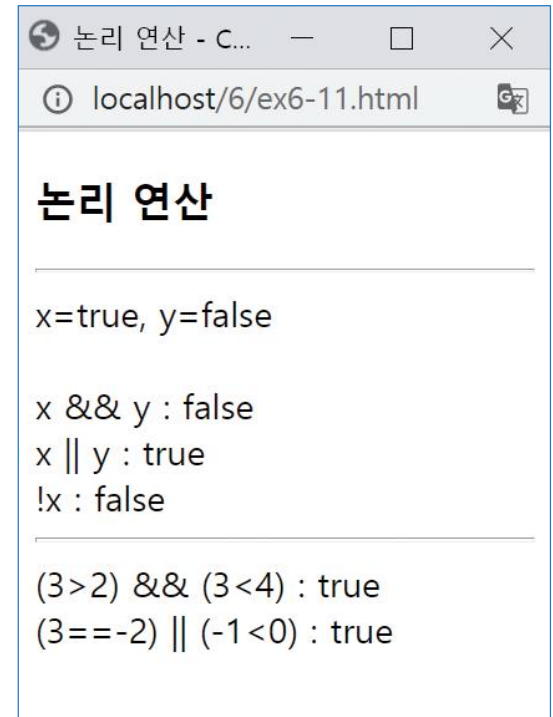 논리 연산 - C...
localhost/6/ex6-11.html
논리 연산
x=true, y=false
x && y : false
x || y : true
!x : false
(3>2) && (3<4) : true
(3==-2) || (-1<0) : true